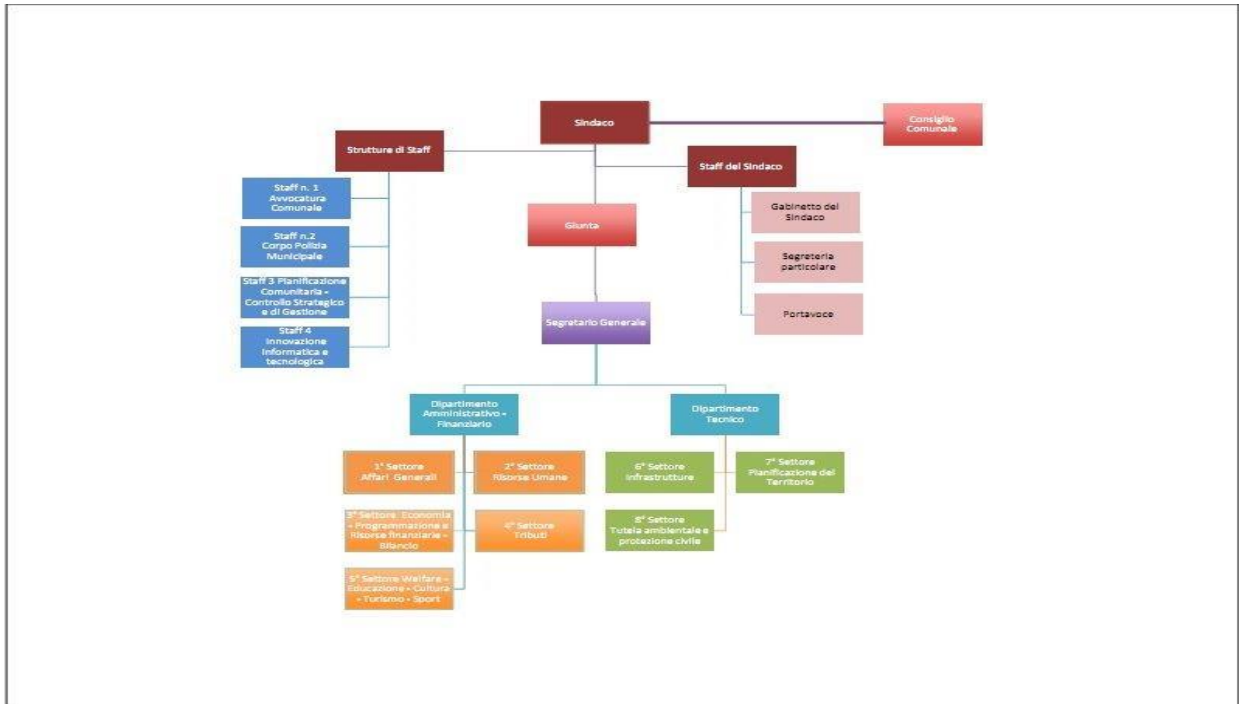 Sindaco
Consiglio
Comunale
Strutture di Staff
Staff del Sindaco
Staff n. 1
Avvocatura
Comunale
Staff n.2
Corpo Polizia
Municipale
Staff 3 Planificazione
Comunitaria -
Controllo Strategico
e di Gestione
Staff 4
Innovazione
Informatica e
tecnologica
Gabinetto del
Sindaco
Segreteria
particolare
Portavoce
Giunta
Segretario Generale
Dipartimento
Amministrativo -
Finanziario
Dipartimento
Tecnico
1° Settore
Affari Generali
2° Settore
Risorse Umane
3° Settore Economia
- Programmazione e
Risorse finanziarie -
Bilancio
4° Settore
Tributi
5° Settore Welfare -
Educazione - Cultura
- Turismo - Sport
6° Settore
Infrastrutture
7° Settore
Pianificazione del
Territorio
8° Settore
Tutela ambientale e
protezione civile